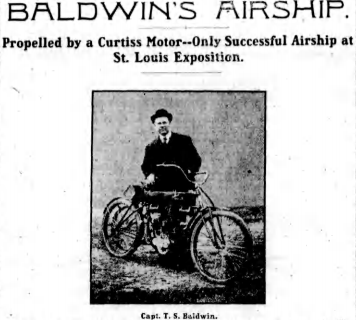 BALDWIN'S AIRSHIP.
Propelled by a Curtiss Motor--Only Successful Airship at
St. Louis Exposition.
Capt. T. S. Baldwin.